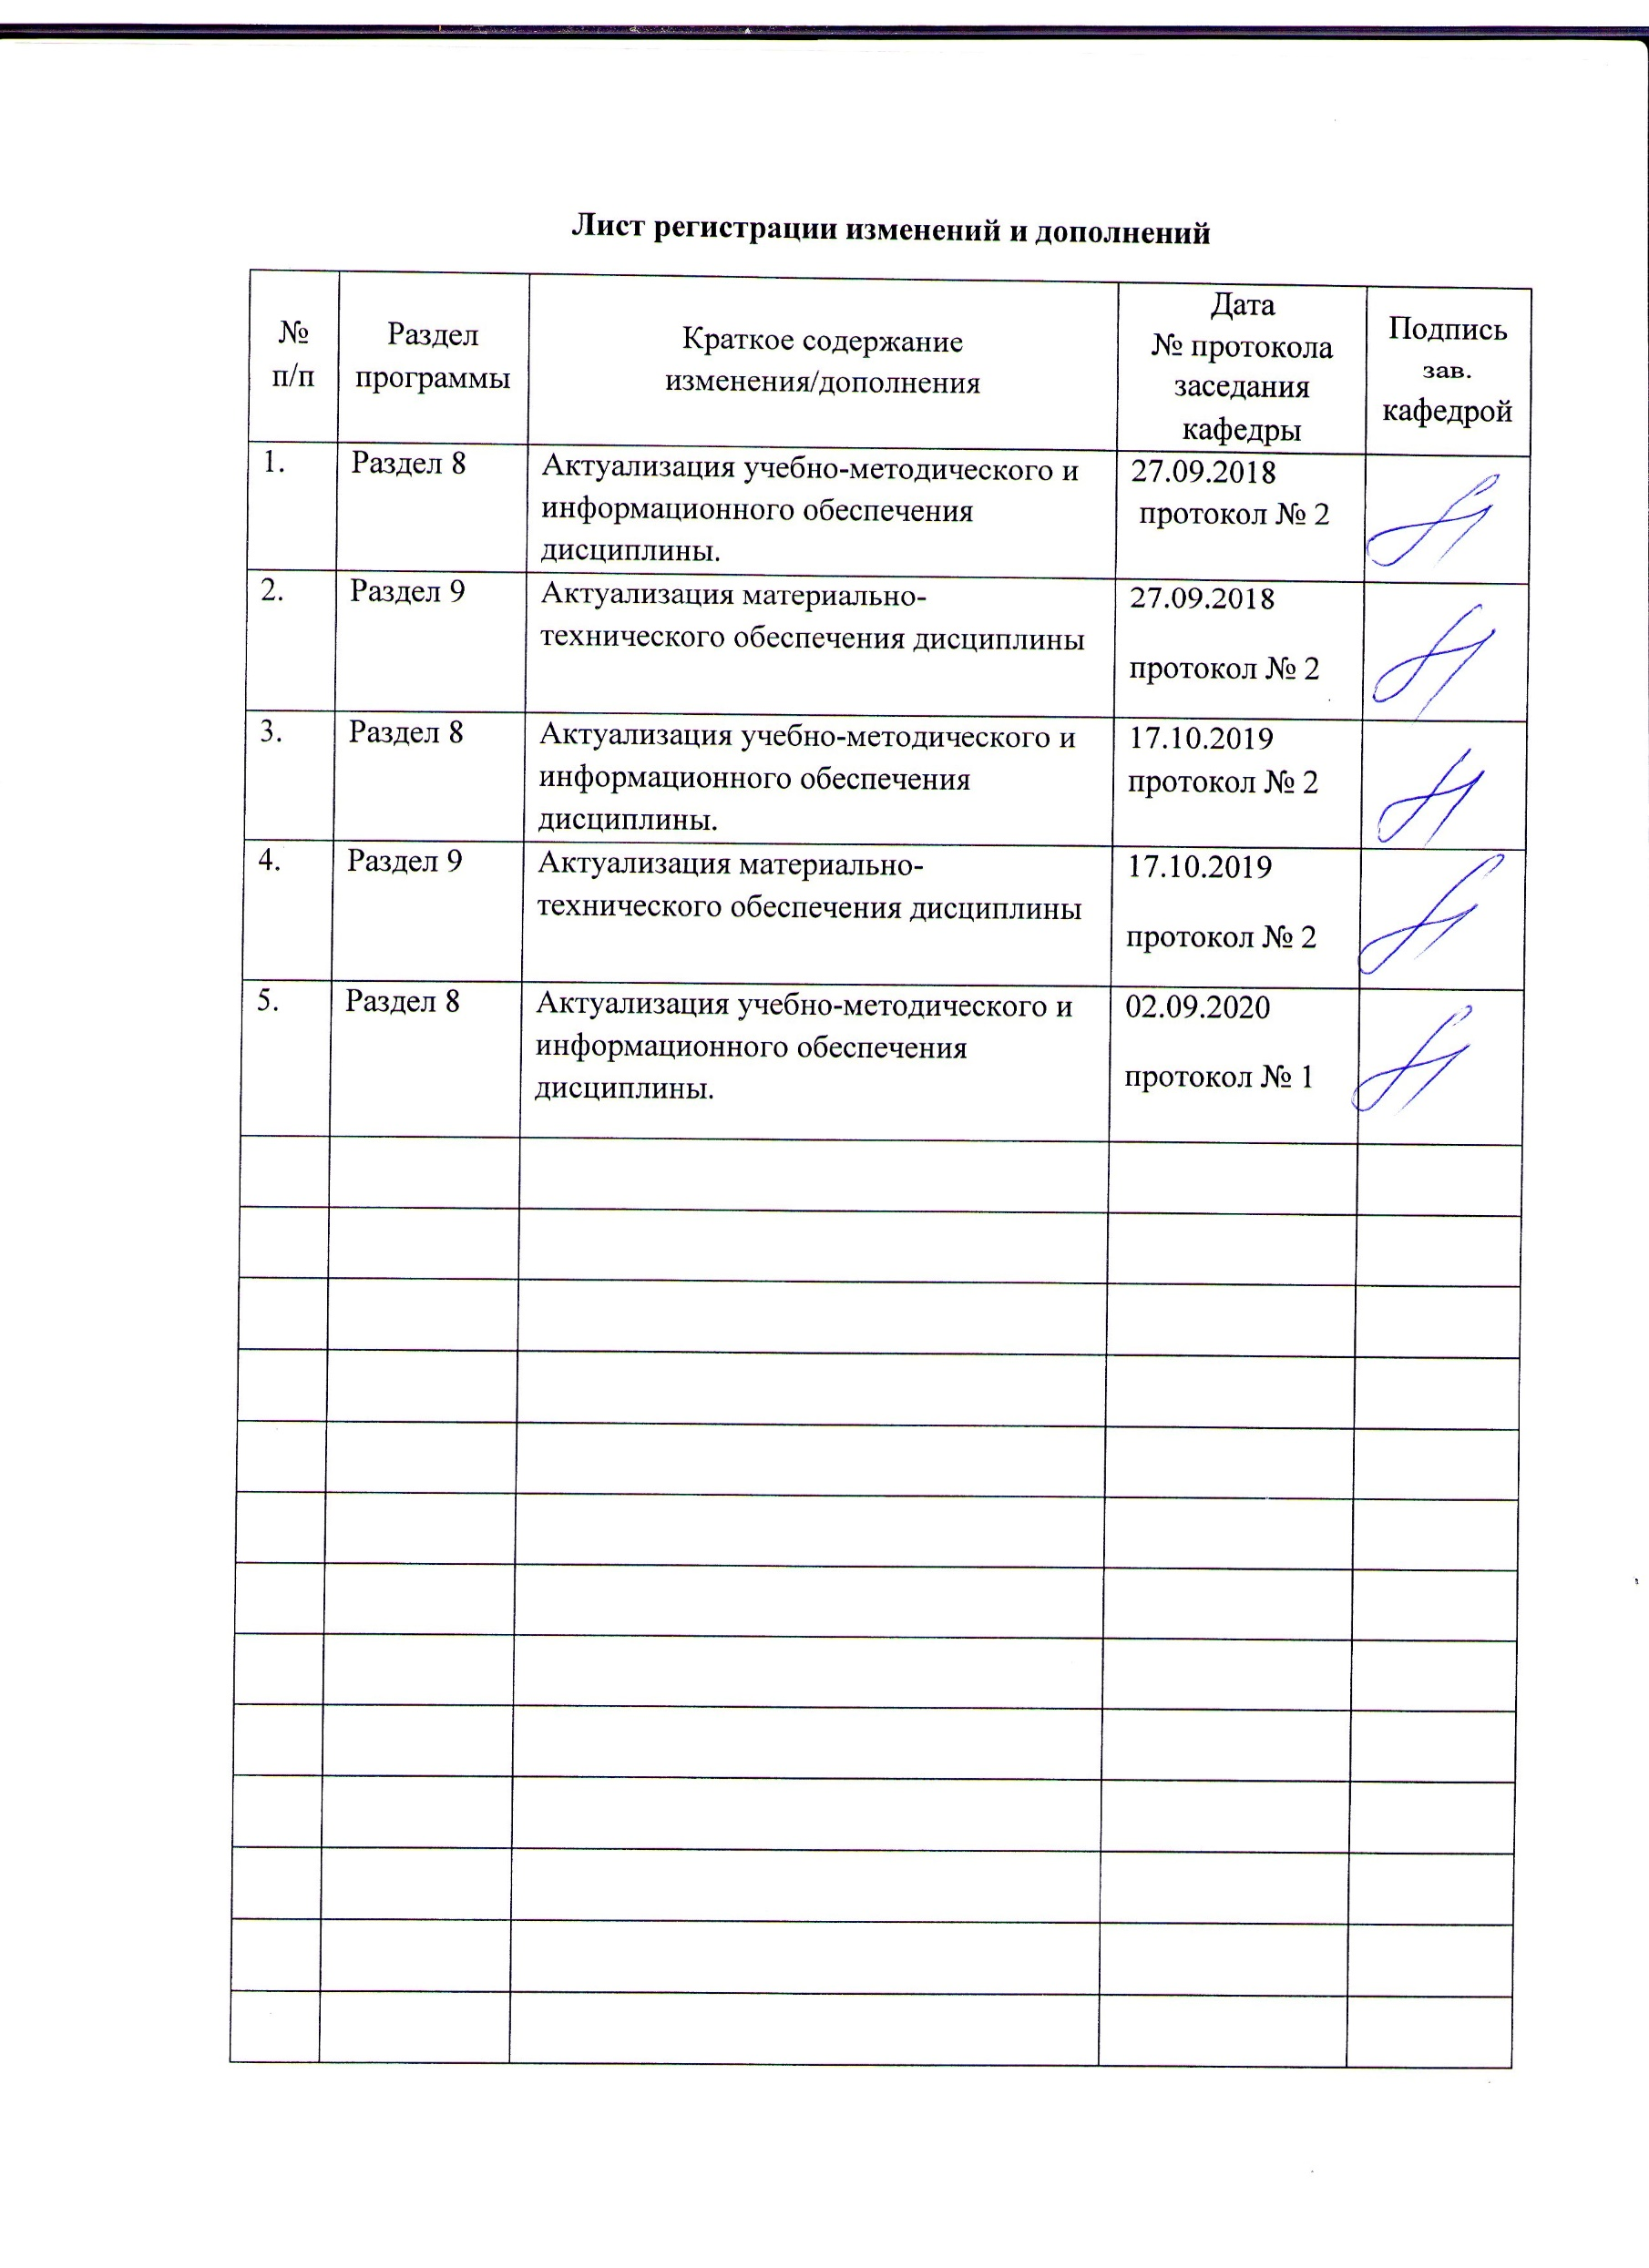 Лист регистрации изменений и дополнений
№
п/п
Раздел
программы
Краткое содержание
изменения/дополнения
Дата
№ протокола
заседания
кафедры
Подпись
зав.
кафедрой
1.
Раздел 8
Актуализация учебно-методического и
информационного обеспечения
дисциплины.
27.09.2018
протокол № 2
2.
Раздел 9
Актуализация материально-
технического обеспечения дисциплины
27.09.2018
протокол № 2
3.
Раздел 8
Актуализация учебно-методического и
информационного обеспечения
дисциплины.
17.10.2019
протокол № 2
4.
Раздел 9
Актуализация материально-
технического обеспечения дисциплины
17.10.2019
протокол № 2
5.
Раздел 8
Актуализация учебно-методического и
информационного обеспечения
дисциплины.
02.09.2020
протокол № 1